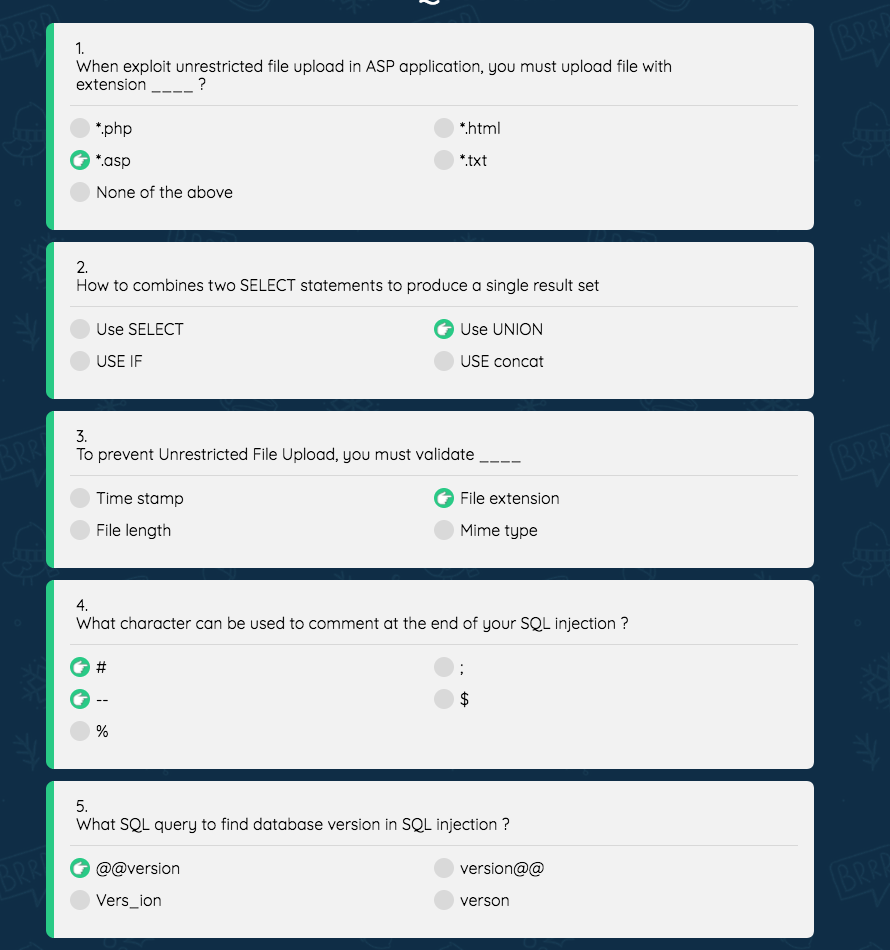 1.
When exploit unrestricted file upload in ASP application, you must upload file with
extension ____ ?
*.php
*.html
*.asp
*.txt
None of the above
2.
How to combines two SELECT statements to produce a single result set
Use SELECT
Use UNION
USE IF
USE concat
3.
To prevent Unrestricted File Upload, you must validate ____
Time stamp
File extension
File length
Mime type
4.
What character can be used to comment at the end of your SQL injection ?
#
;
--
$
%
5.
What SQL query to find database version in SQL injection ?
@@version
version@@
Vers_ion
verson